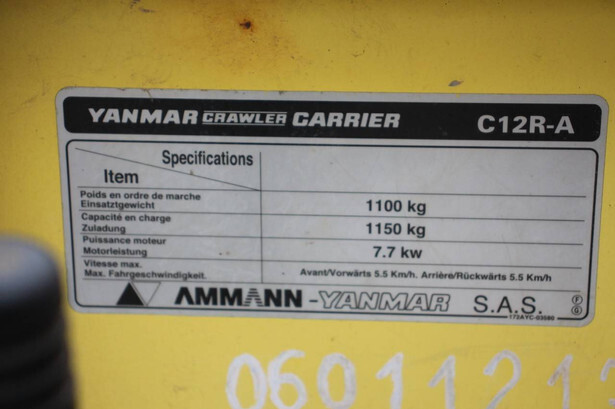 YANMAR CRAWLER CARRIER C12R-A
Specifications
Item
Poids en ordre de marche
Einsatzgewicht
1100 kg
Capacité en charge
Zuladung
1150 kg
Puissance moteur
Motorleistung
7.7 kw
Vitesse max.
Max. Fahrgeschwindigkeit.
Avant/Vorwärts 5.5 Km/h. Arrière/Rückwärts 5.5 Km/h
AMMANN-YANMAR S.A.S.
F
G
172AYC-03580
0601121